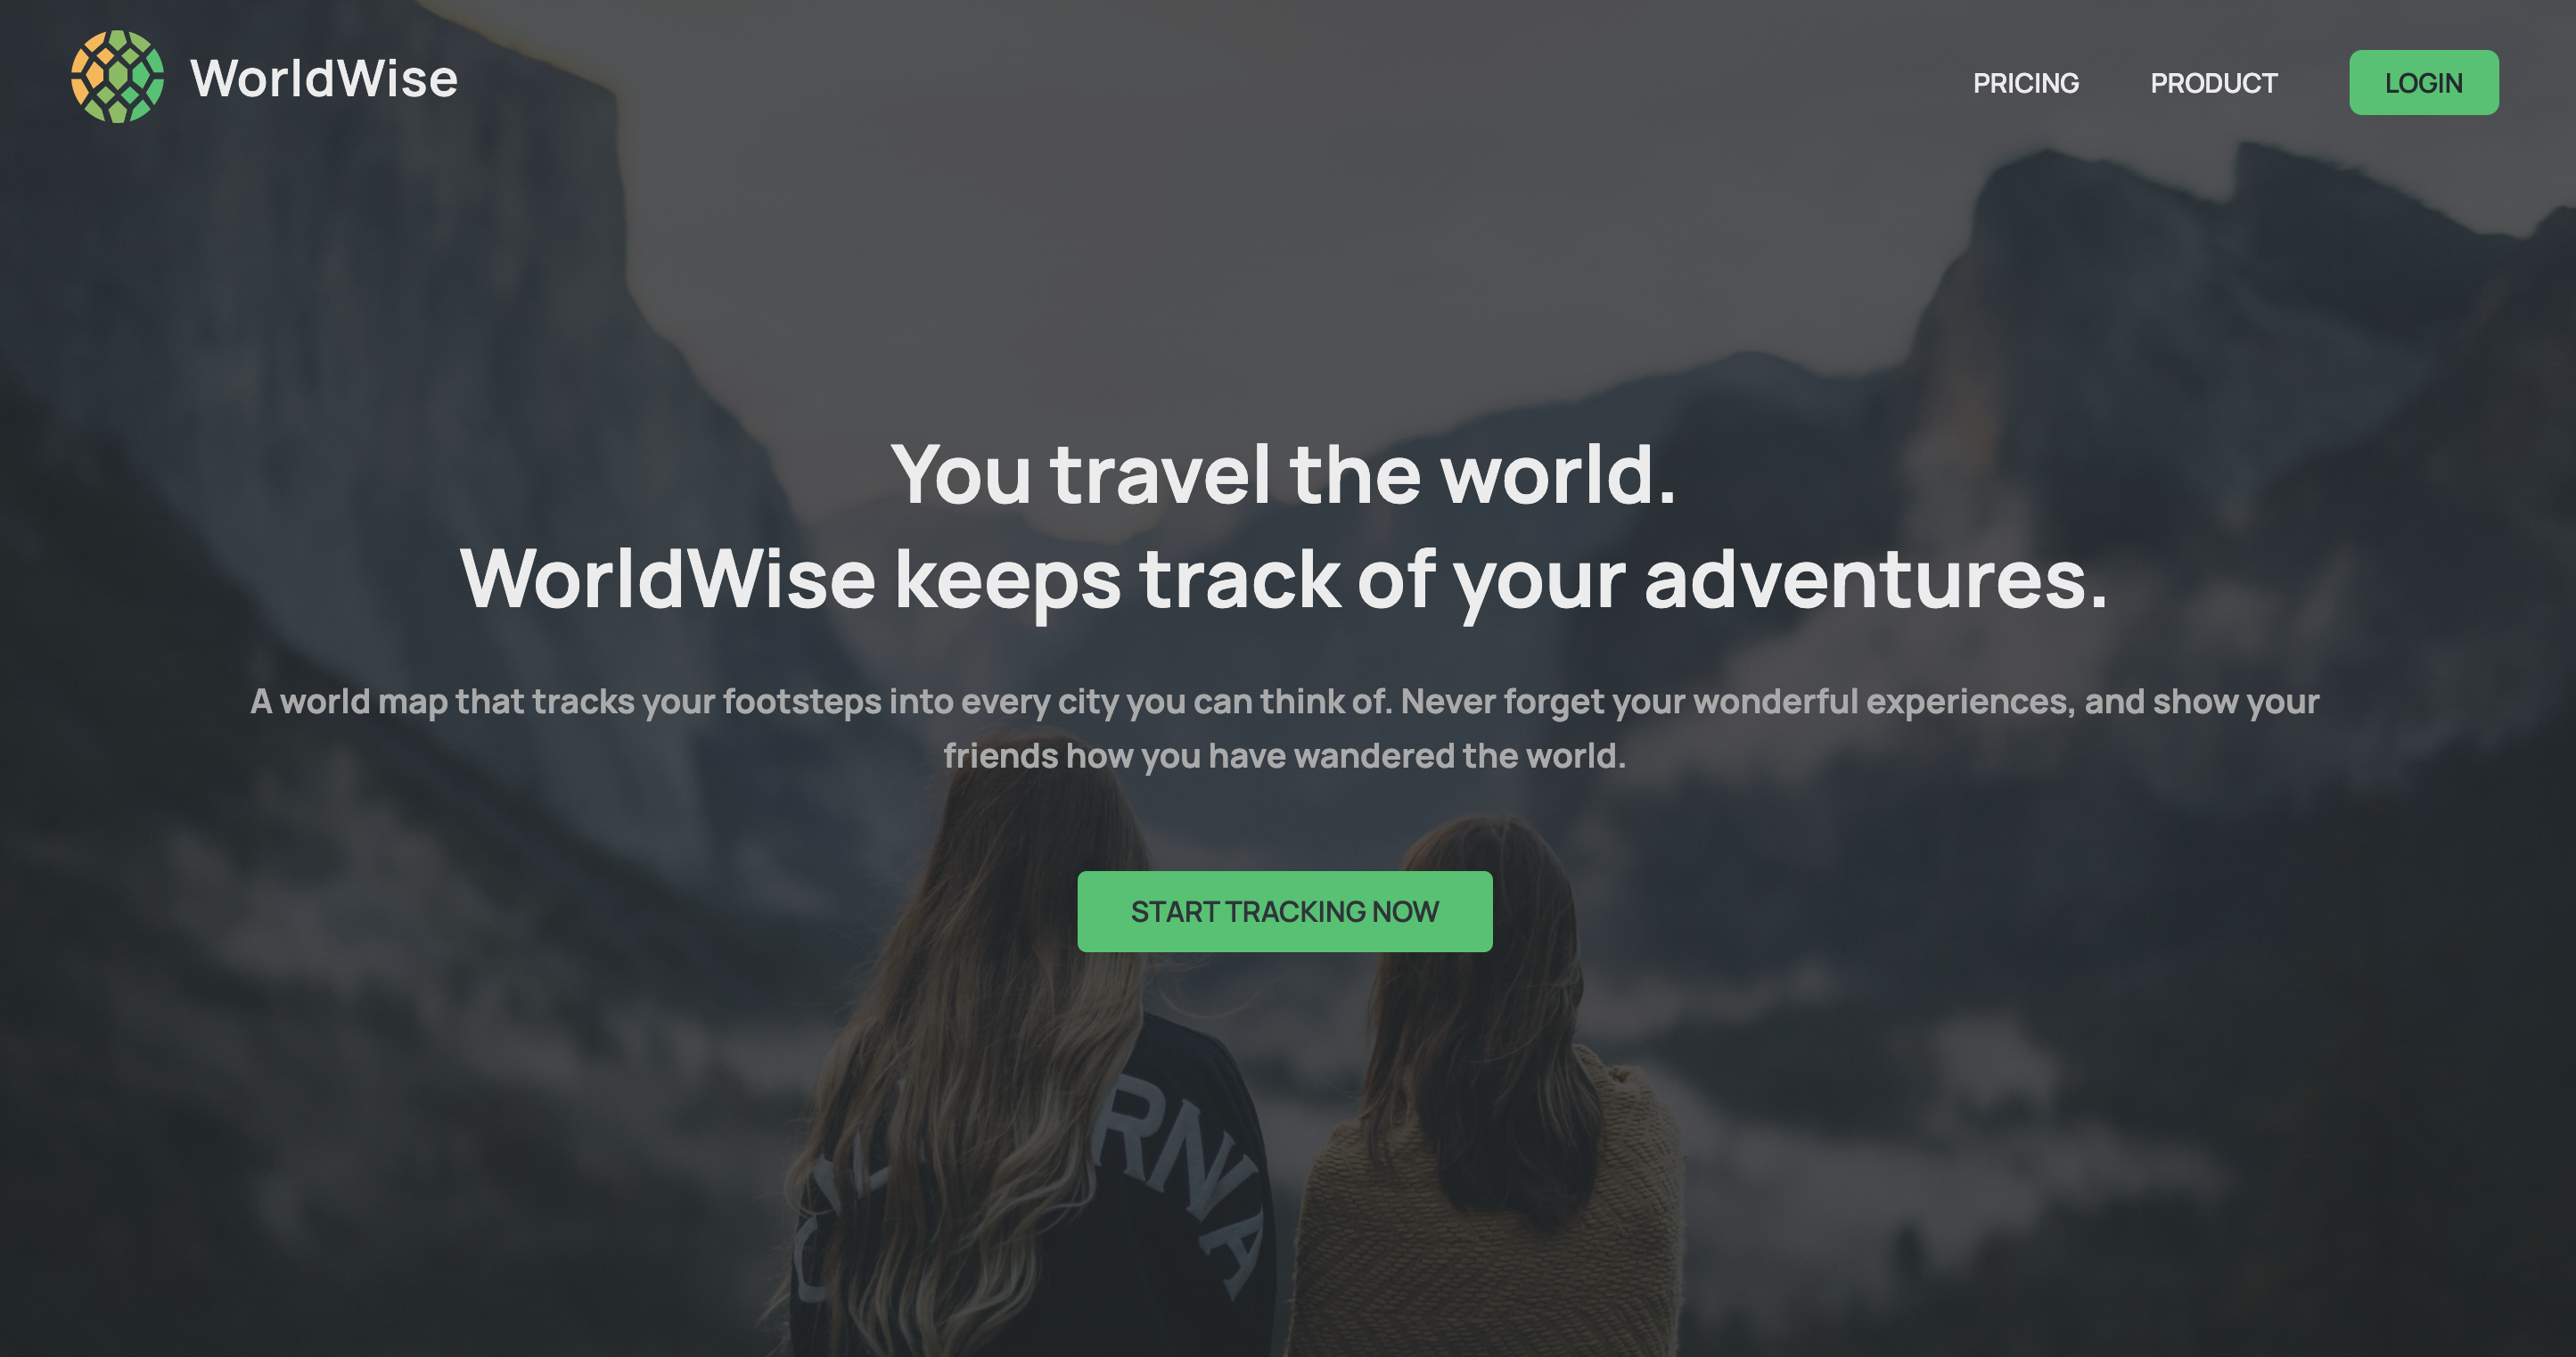 WorldWise
PRICING
PRODUCT
LOGIN
You travel the world.
WorldWise keeps track of your adventures.
A world map that tracks your footsteps into every city you can think of. Never forget your wonderful experiences, and show your
friends how you have wandered the world.
START TRACKING NOW